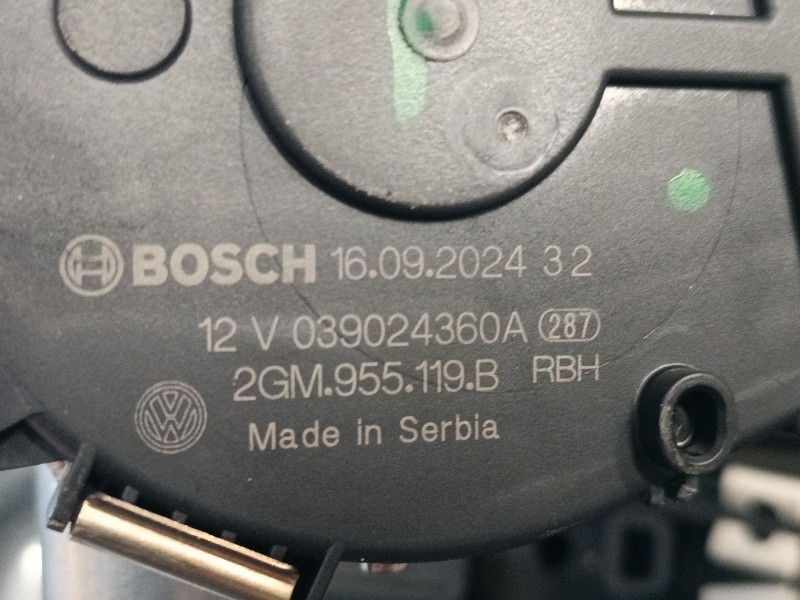 BOSCH 16.09.2024 32
12 V 039024360A 287
2GM.955.119.B RBH
Made in Serbia